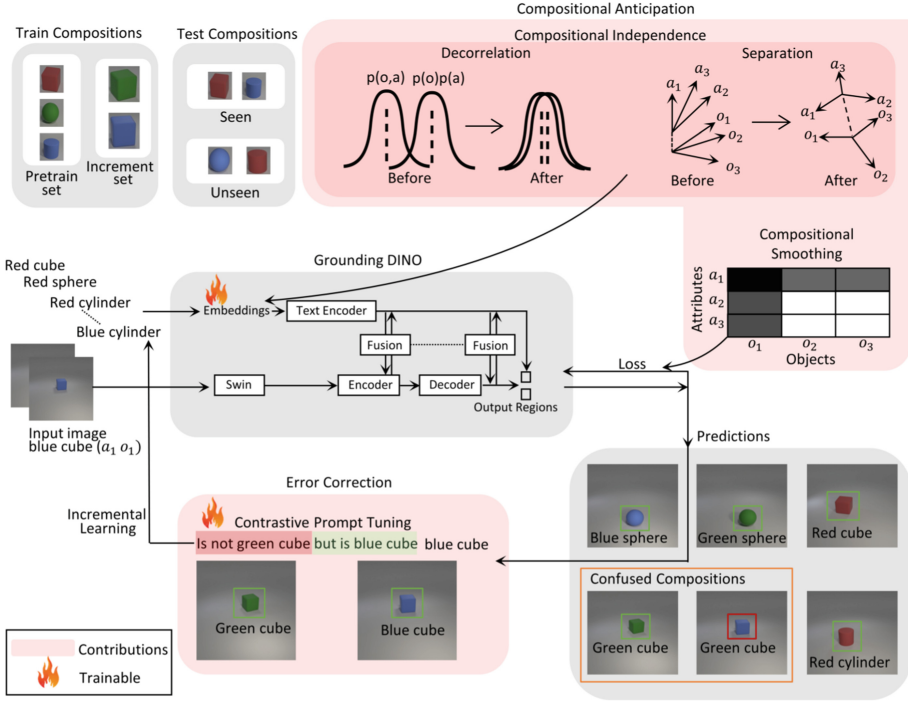 Compositional Anticipation
Train Compositions
Pretrain
set
Increment
set
Test Compositions
Seen
Unseen
Compositional Independence
Decorrelation
p(o,a)
p(o)p(a)
Before
After
Separation
a₁
a₃
a₂
o₁
o₂
o₃
Before
a₃
a₂
a₁
o₃
o₁
o₂
After
Compositional
Smoothing
Attributes
a₁
a₂
a₃
o₁
o₂
o₃
Objects
Grounding DINO
Red cube
Red sphere
Red cylinder
Blue cylinder
Embeddings
Text Encoder
Fusion
Fusion
Swin
Encoder
Decoder
Output Regions
Loss
Input image
blue cube (a₁ o₁)
Predictions
Blue sphere
Green sphere
Red cube
Confused Compositions
Green cube
Green cube
Red cylinder
Error Correction
Incremental
Learning
Contrastive Prompt Tuning
Is not green cube but is blue cube blue cube
Green cube
Blue cube
Contributions
Trainable